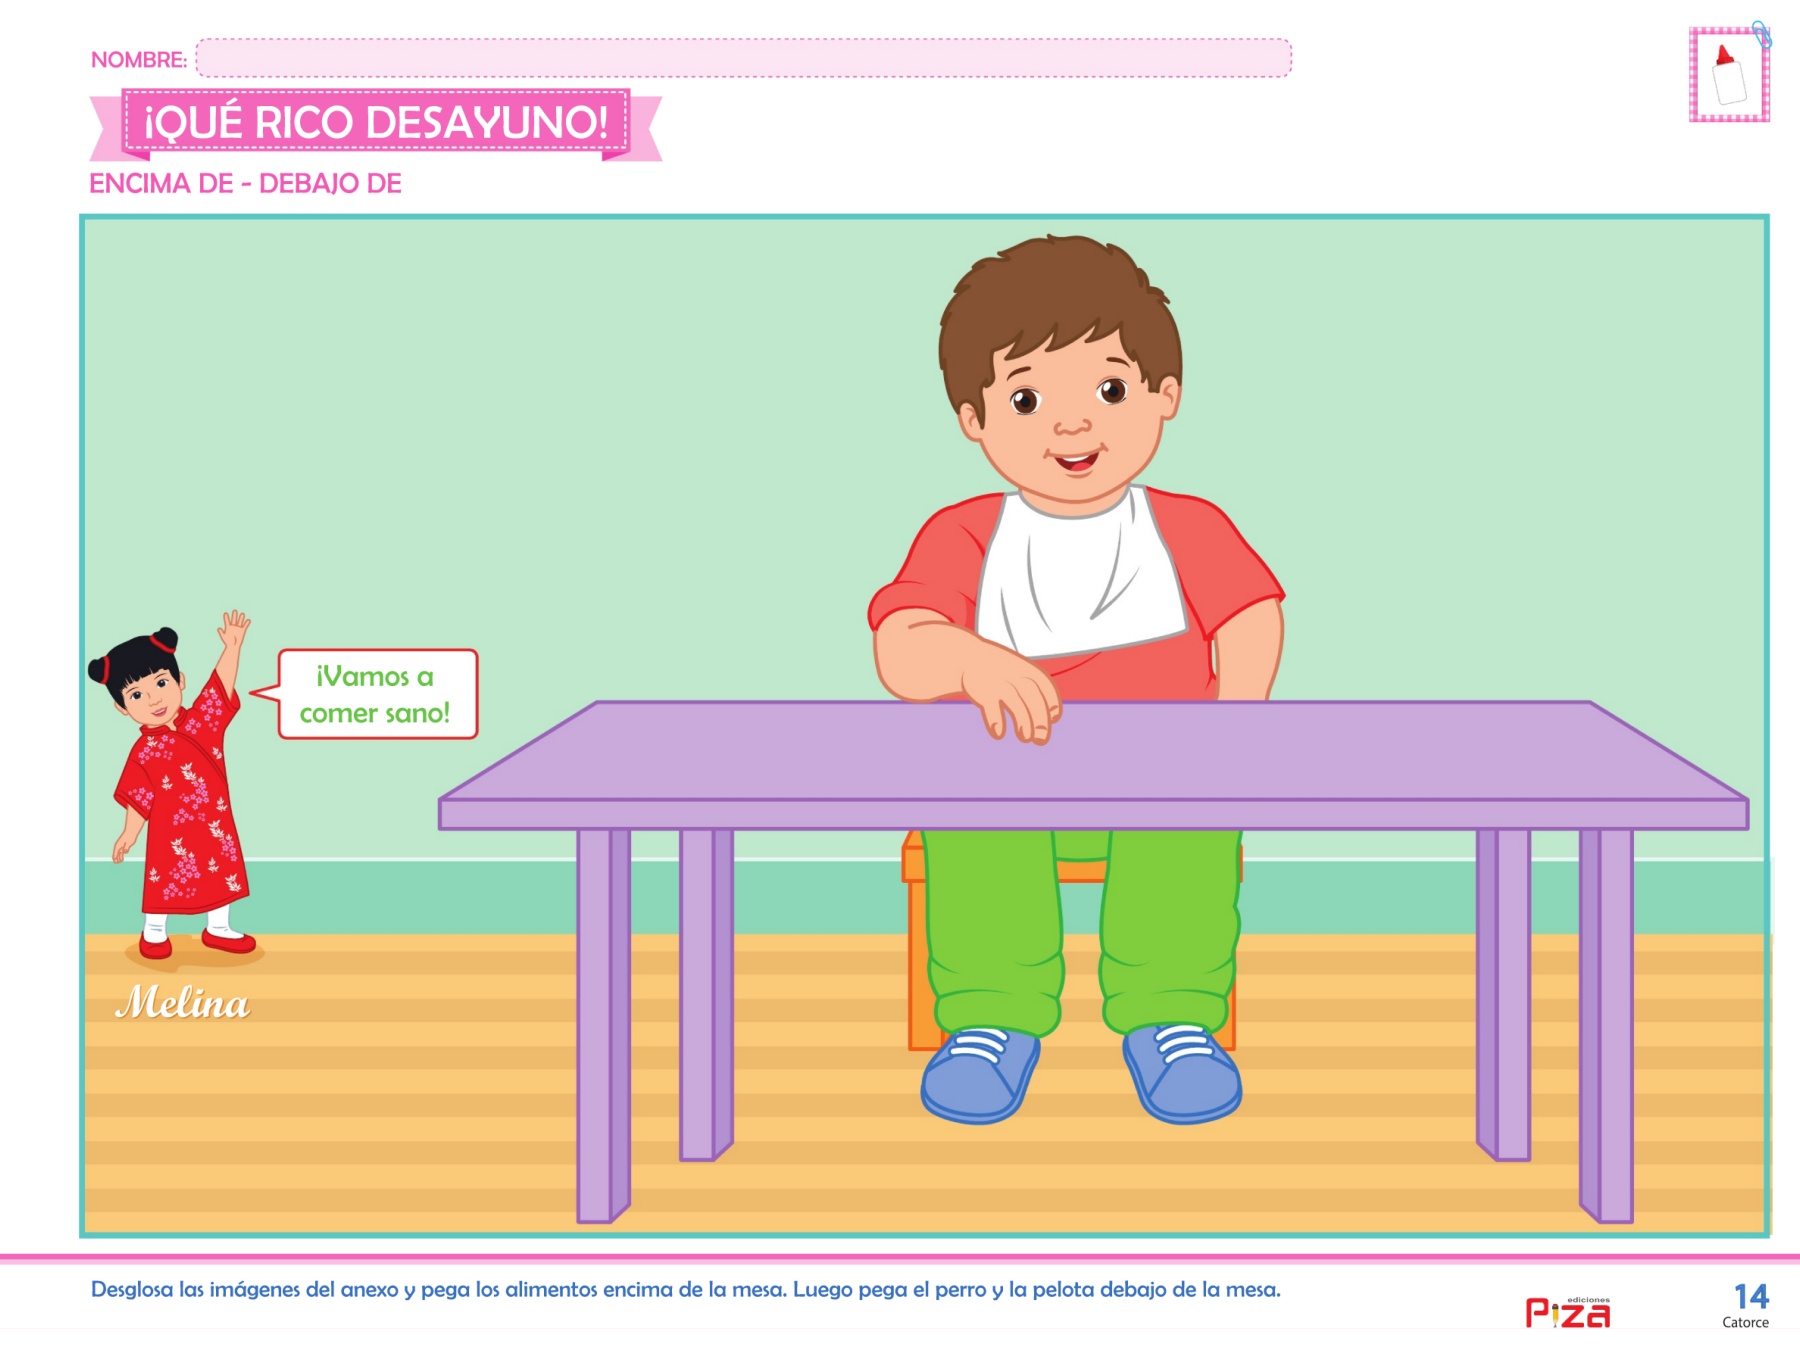 NOMBRE:
¡QUÉ RICO DESAYUNO!
ENCIMA DE - DEBAJO DE
¡Vamos a
comer sano!
Melina
Desglosa las imágenes del anexo y pega los alimentos encima de la mesa. Luego pega el perro y la pelota debajo de la mesa.
ediciones
Piza
14
Catorce